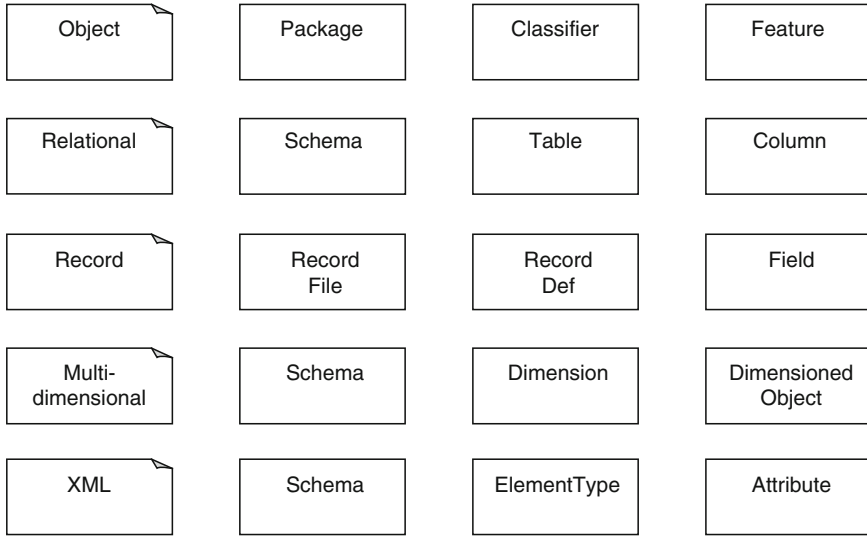 Object
Package
Classifier
Feature
Relational
Schema
Table
Column
Record
Record
File
Record
Def
Field
Multi-
dimensional
Schema
Dimension
Dimensioned
Object
XML
Schema
ElementType
Attribute